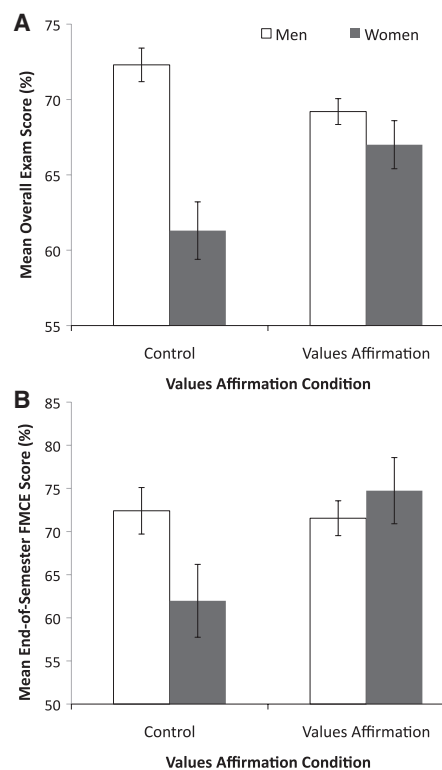 A
Mean Overall Exam Score (%)
75
70
65
60
55
Men
Women
Control
Values Affirmation
Values Affirmation Condition
B
Mean End-of-Semester FMCE Score (%)
85
80
75
70
65
60
55
50
Control
Values Affirmation
Values Affirmation Condition